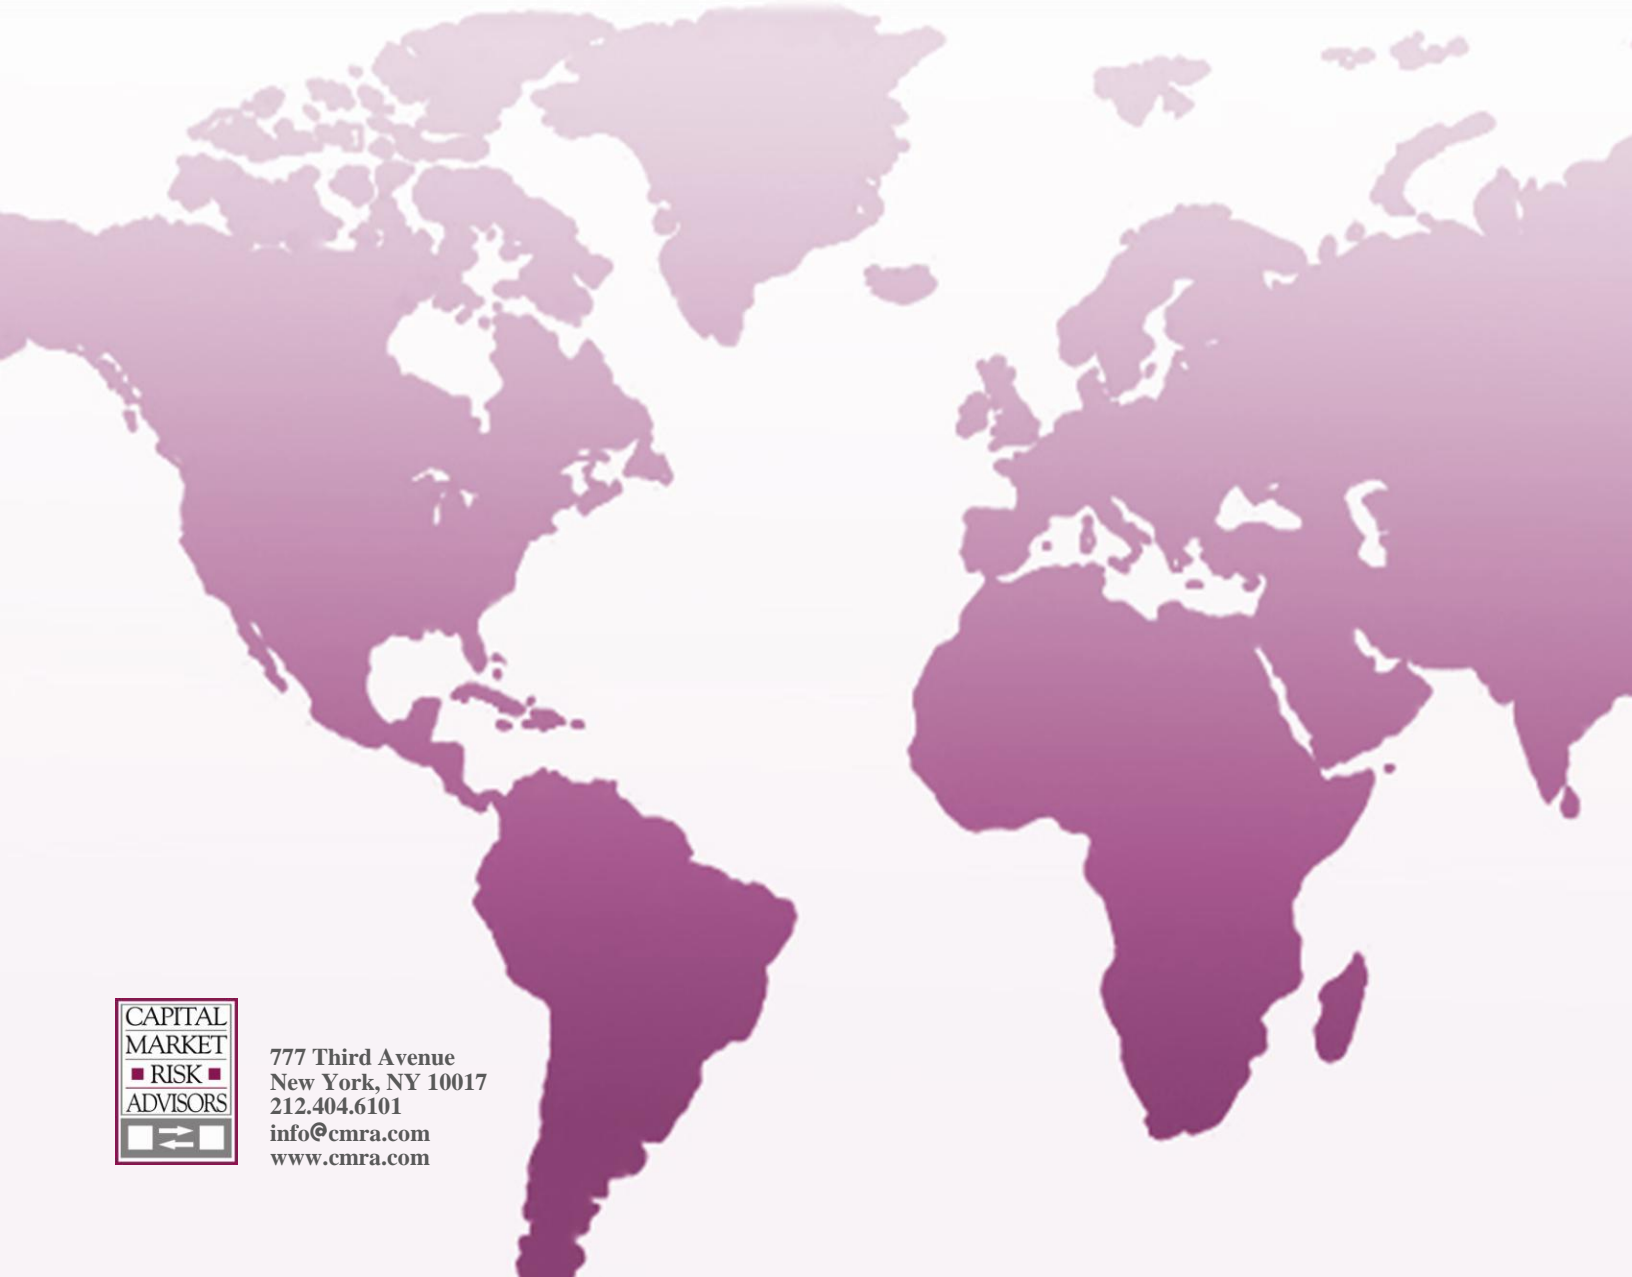 CAPITAL
MARKET
RISK
ADVISORS
777 Third Avenue
New York, NY 10017
212.404.6101
info@cmra.com
www.cmra.com